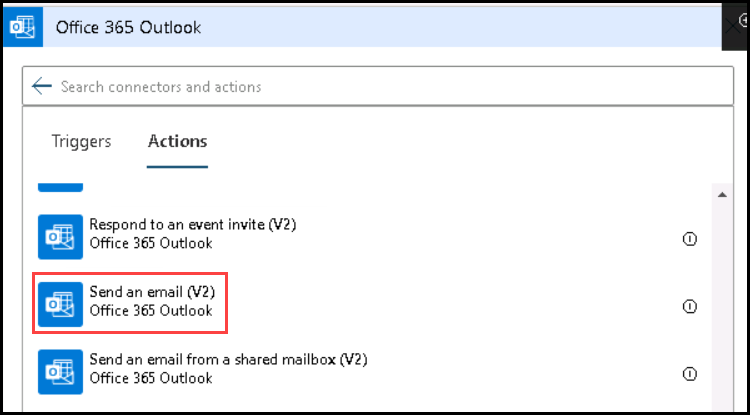 Office 365 Outlook
Search connectors and actions
Triggers
Actions
Respond to an event invite (V2)
Office 365 Outlook
Send an email (V2)
Office 365 Outlook
Send an email from a shared mailbox (V2)
Office 365 Outlook